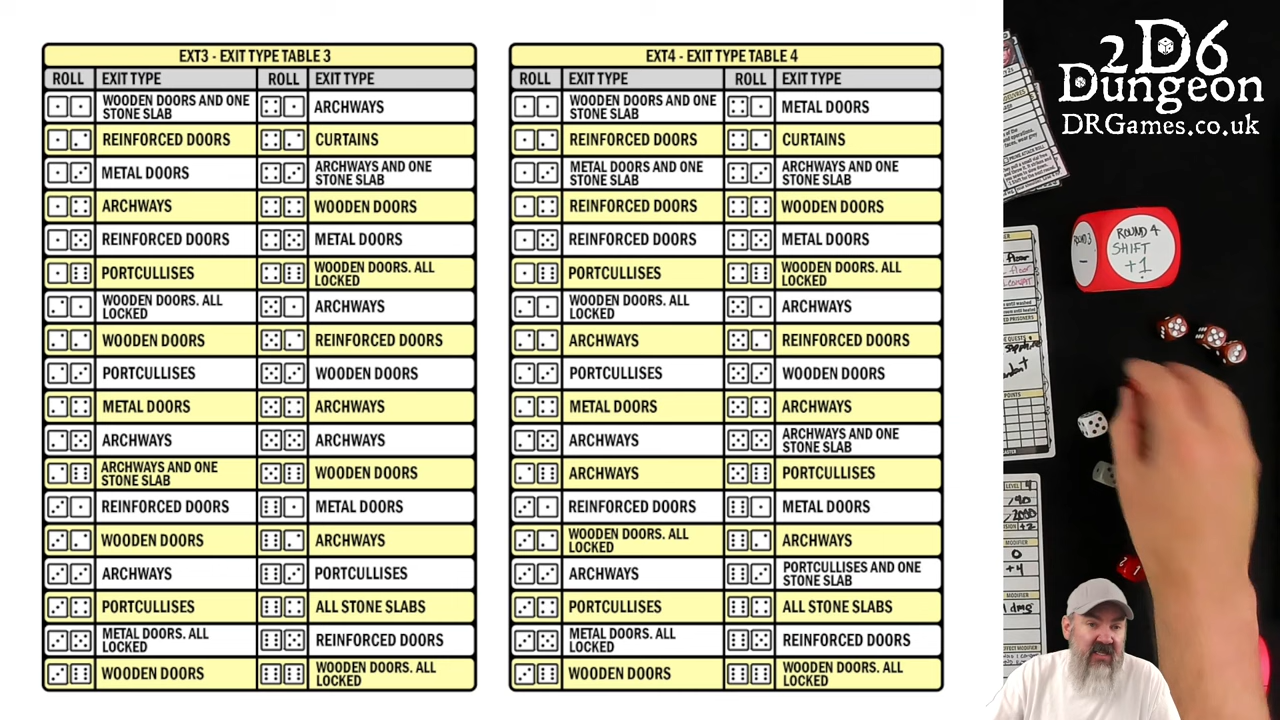 EXT3 - EXIT TYPE TABLE 3
ROLL EXIT TYPE ROLL EXIT TYPE
WOODEN DOORS AND ONE
STONE SLAB
ARCHWAYS
REINFORCED DOORS CURTAINS
METAL DOORS
ARCHWAYS AND ONE
STONE SLAB
ARCHWAYS WOODEN DOORS
REINFORCED DOORS METAL DOORS
PORTCULLISES
WOODEN DOORS. ALL
LOCKED
WOODEN DOORS. ALL
LOCKED
ARCHWAYS
WOODEN DOORS REINFORCED DOORS
PORTCULLISES WOODEN DOORS
METAL DOORS ARCHWAYS
ARCHWAYS ARCHWAYS
ARCHWAYS AND ONE
STONE SLAB
WOODEN DOORS
REINFORCED DOORS METAL DOORS
WOODEN DOORS ARCHWAYS
ARCHWAYS PORTCULLISES
PORTCULLISES ALL STONE SLABS
METAL DOORS. ALL
LOCKED
REINFORCED DOORS
WOODEN DOORS
WOODEN DOORS. ALL
LOCKED
EXT4 - EXIT TYPE TABLE 4
ROLL EXIT TYPE ROLL EXIT TYPE
WOODEN DOORS AND ONE
STONE SLAB
METAL DOORS
REINFORCED DOORS CURTAINS
METAL DOORS AND ONE
STONE SLAB
ARCHWAYS AND ONE
STONE SLAB
REINFORCED DOORS WOODEN DOORS
REINFORCED DOORS METAL DOORS
PORTCULLISES
WOODEN DOORS. ALL
LOCKED
WOODEN DOORS. ALL
LOCKED
ARCHWAYS
ARCHWAYS REINFORCED DOORS
PORTCULLISES WOODEN DOORS
METAL DOORS ARCHWAYS
ARCHWAYS
ARCHWAYS AND ONE
STONE SLAB
ARCHWAYS PORTCULLISES
REINFORCED DOORS METAL DOORS
WOODEN DOORS. ALL
LOCKED
ARCHWAYS
ARCHWAYS
PORTCULLISES AND ONE
STONE SLAB
PORTCULLISES ALL STONE SLABS
METAL DOORS. ALL
LOCKED
REINFORCED DOORS
WOODEN DOORS
WOODEN DOORS. ALL
LOCKED
2D6
Dungeon
DRGames.co.uk
ROUND 3
-
ROUND 4
SHIFT
+1
floor
POINTS
LEVEL 4
MODIFIER
0
+4
MODIFIER